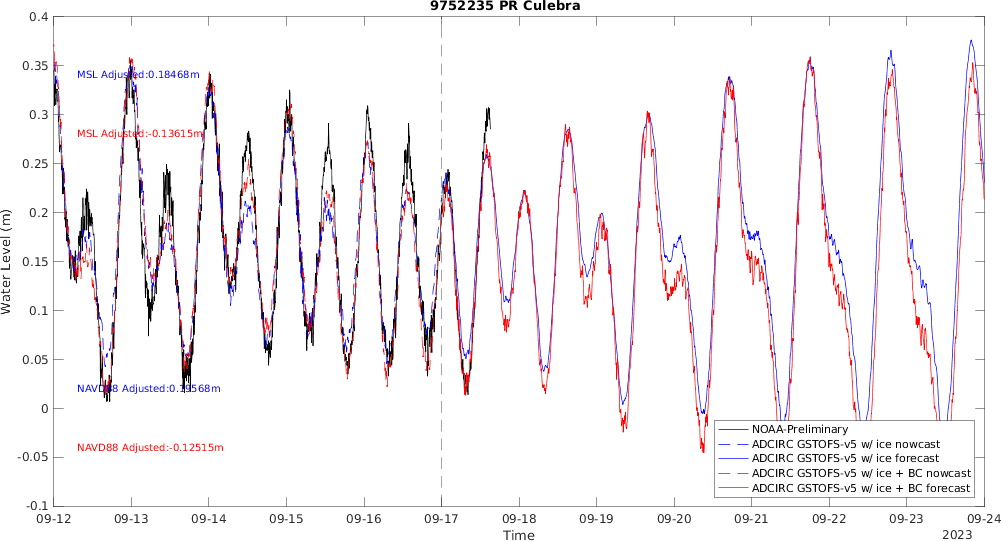 9752235 PR Culebra
0.4
0.35
0.3
0.25
0.2
0.15
0.1
0.05
0
-0.05
-0.1
Water Level (m)
MSL Adjusted:0.18468m
MSL Adjusted:-0.13615m
NAVD88 Adjusted:0.19568m
NAVD88 Adjusted:-0.12515m
NOAA-Preliminary
ADCIRC GSTOFS-v5 w/ ice nowcast
ADCIRC GSTOFS-v5 w/ ice forecast
ADCIRC GSTOFS-v5 w/ ice + BC nowcast
ADCIRC GSTOFS-v5 w/ ice + BC forecast
09-12 09-13 09-14 09-15 09-16 09-17 09-18 09-19 09-20 09-21 09-22 09-23 09-24
Time
2023